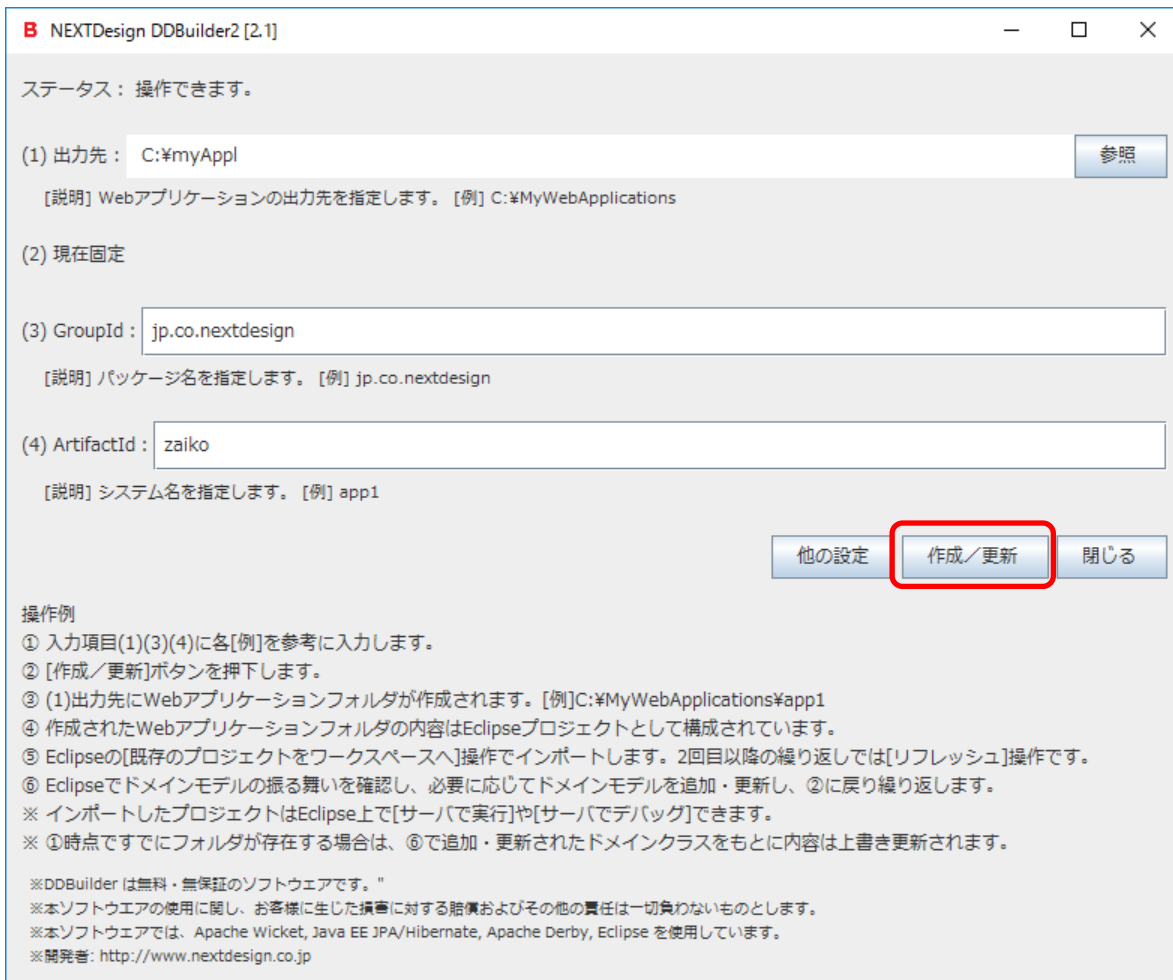 B NEXTDesign DDBuilder2 [2.1]
ステータス： 操作できます。
(1) 出力先： C:¥myAppl 参照
[説明] Webアプリケーションの出力先を指定します。 [例] C:¥MyWebApplications
(2) 現在固定
(3) GroupId： jp.co.nextdesign
[説明] パッケージ名を指定します。 [例] jp.co.nextdesign
(4) ArtifactId： zaiko
[説明] システム名を指定します。 [例] app1
他の設定 作成／更新 閉じる
操作例
① 入力項目(1)(3)(4)に各[例]を参考に入力します。
② [作成／更新]ボタンを押下します。
③ (1)出力先にWebアプリケーションフォルダが作成されます。[例]C:¥MyWebApplications¥app1
④ 作成されたWebアプリケーションフォルダの内容はEclipseプロジェクトとして構成されています。
⑤ Eclipseの[既存のプロジェクトをワークスペースへ]操作でインポートします。2回目以降の繰り返しでは[リフレッシュ]操作です。
⑥ Eclipseでドメインモデルの振る舞いを確認し、必要に応じてドメインモデルを追加・更新し、②に戻り繰り返します。
※ インポートしたプロジェクトはEclipse上で[サーバで実行]や[サーバでデバッグ]できます。
※ ①時点ですでにフォルダが存在する場合は、⑥で追加・更新されたドメインクラスをもとに内容は上書き更新されます。
※DDBuilder は無料・無保証のソフトウェアです。"
※本ソフトウエアの使用に関し、お客様に生じた損害に対する賠償およびその他の責任は一切負わないものとします。
※本ソフトウエアでは、Apache Wicket, Java EE JPA/Hibernate, Apache Derby, Eclipse を使用しています。
※開発者: http://www.nextdesign.co.jp